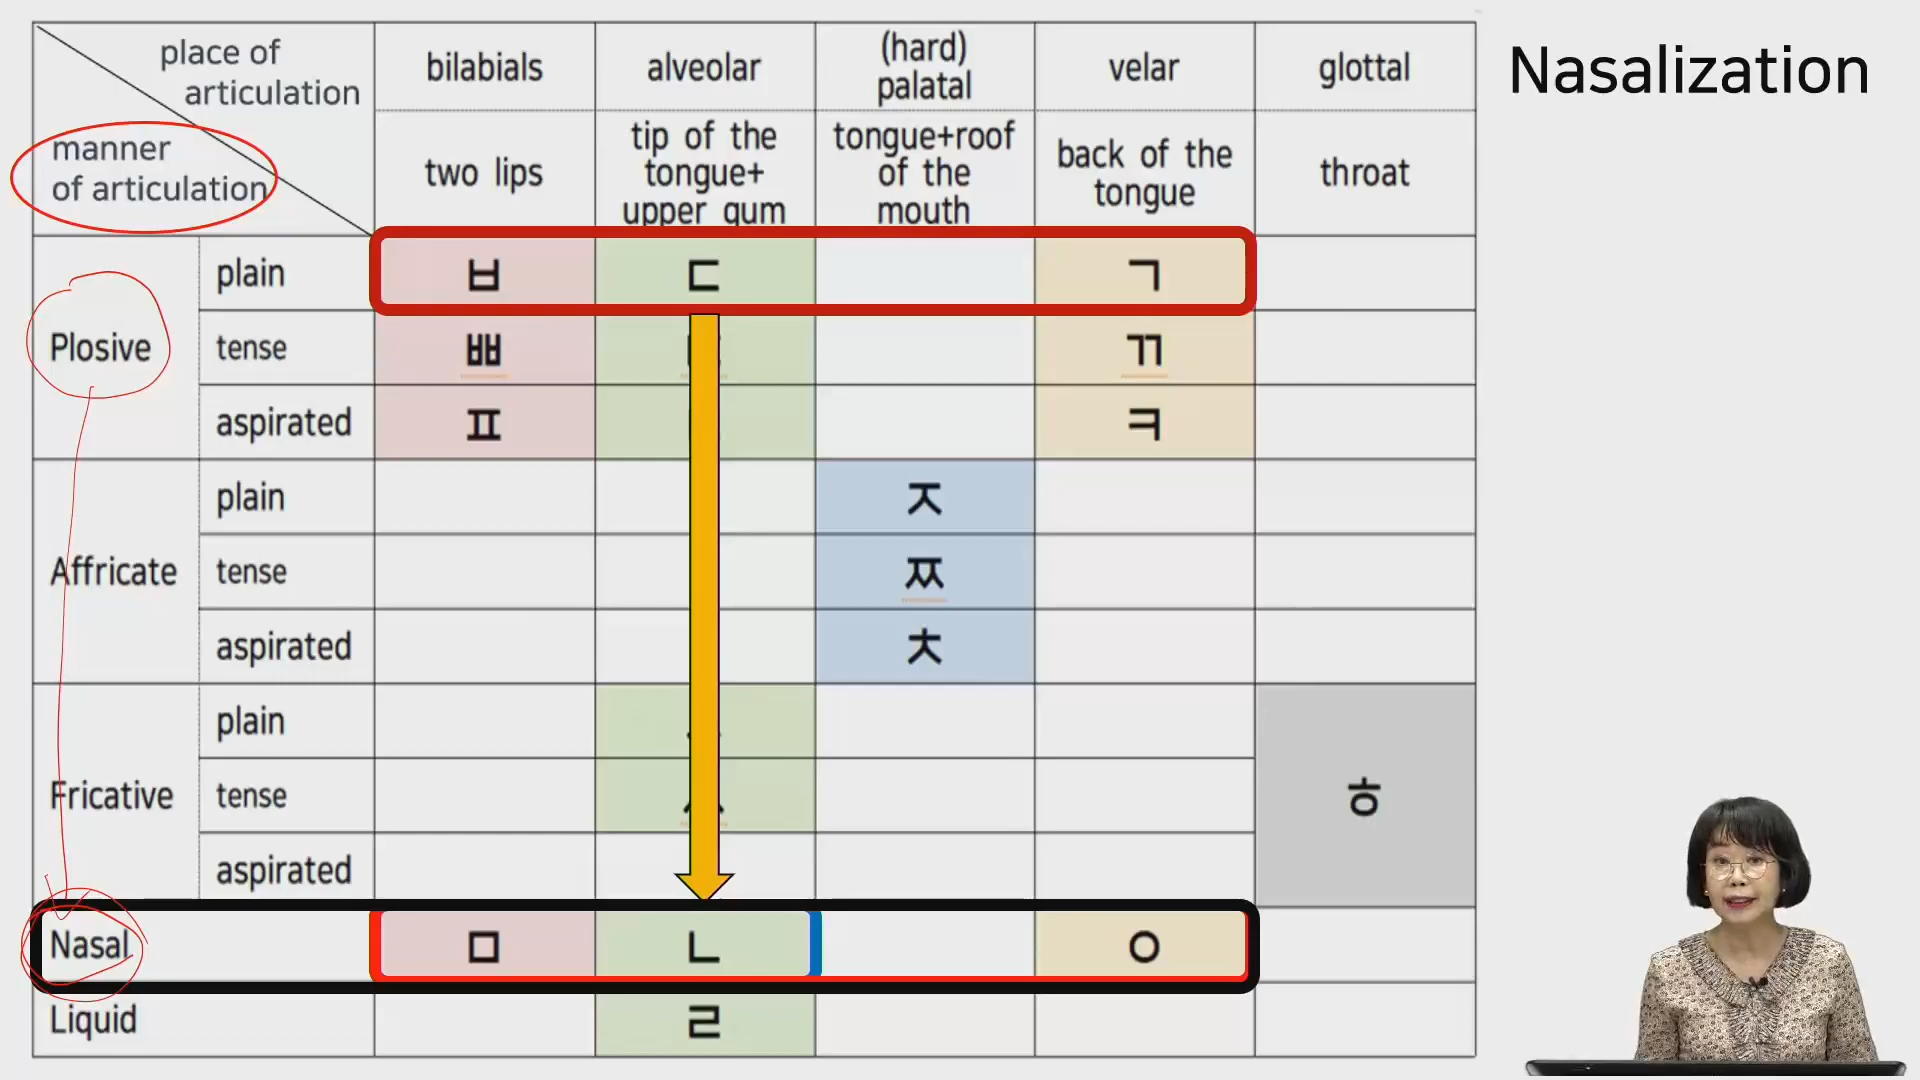 Nasalization
place of
articulation
manner
of articulation
bilabials
alveolar
(hard)
palatal
velar
glottal
two lips
tip of the
tongue+
upper gum
tongue+roof
of the
mouth
back of the
tongue
throat
Plosive
plain
ㅂ
ㄷ
ㄱ
tense
ㅃ
ㄲ
aspirated
ㅍ
ㅋ
Affricate
plain
ㅈ
tense
ㅉ
aspirated
ㅊ
Fricative
plain
tense
ㅎ
aspirated
Nasal
ㅁ
ㄴ
ㅇ
Liquid
ㄹ